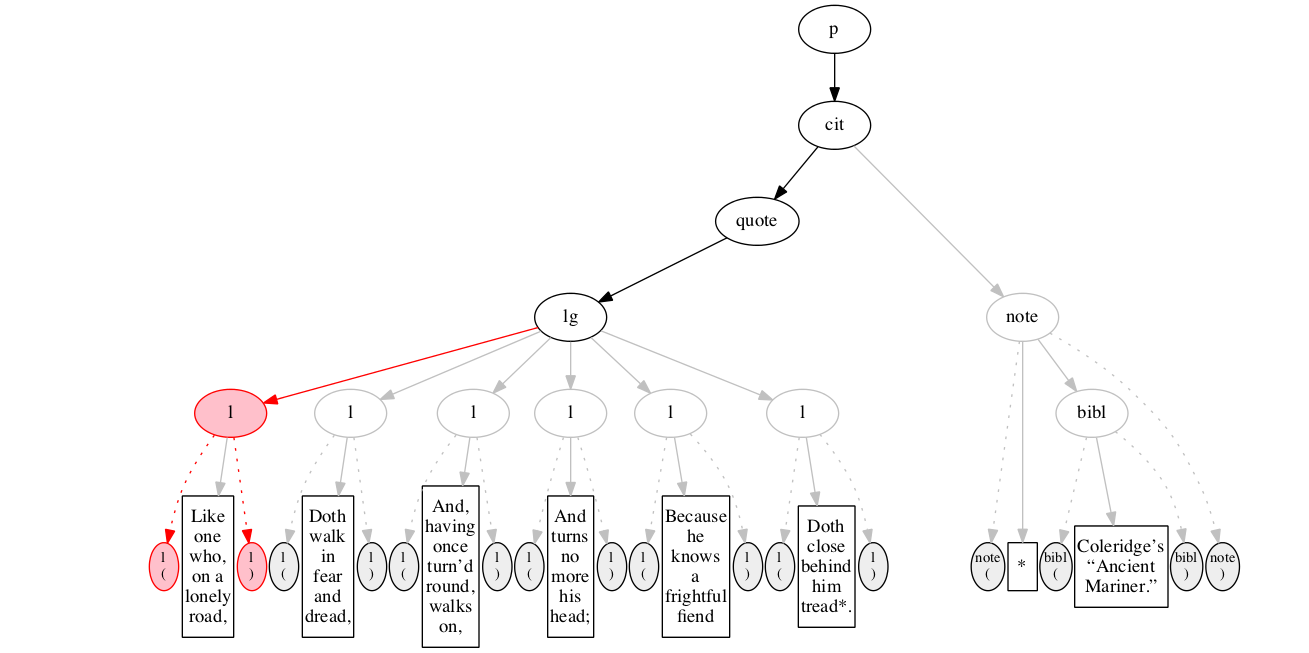 p
cit
quote
lg
note
l
l
l
l
l
l
bibl
l
(
Like
one
who,
on a
lonely
road,
l
)
l
(
Doth
walk
in
fear
and
dread,
l
)
l
(
And,
having
once
turn’d
round,
walks
on,
l
)
l
(
And
turns
no
more
his
head;
l
)
l
(
Because
he
knows
a
frightful
fiend
l
)
l
(
Doth
close
behind
him
tread*.
l
)
note
(
*
bibl
(
Coleridge’s
“Ancient
Mariner.”
bibl
)
note
)